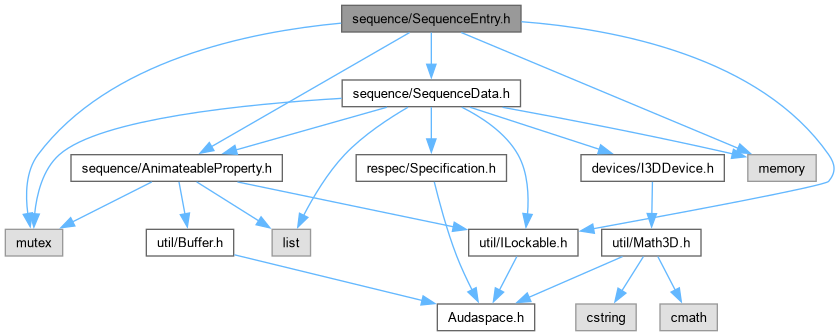 sequence/SequenceEntry.h
sequence/SequenceData.h
sequence/AnimateableProperty.h
respec/Specification.h
devices/I3DDevice.h
memory
mutex
util/Buffer.h
list
util/ILockable.h
util/Math3D.h
Audaspace.h
cstring
cmath